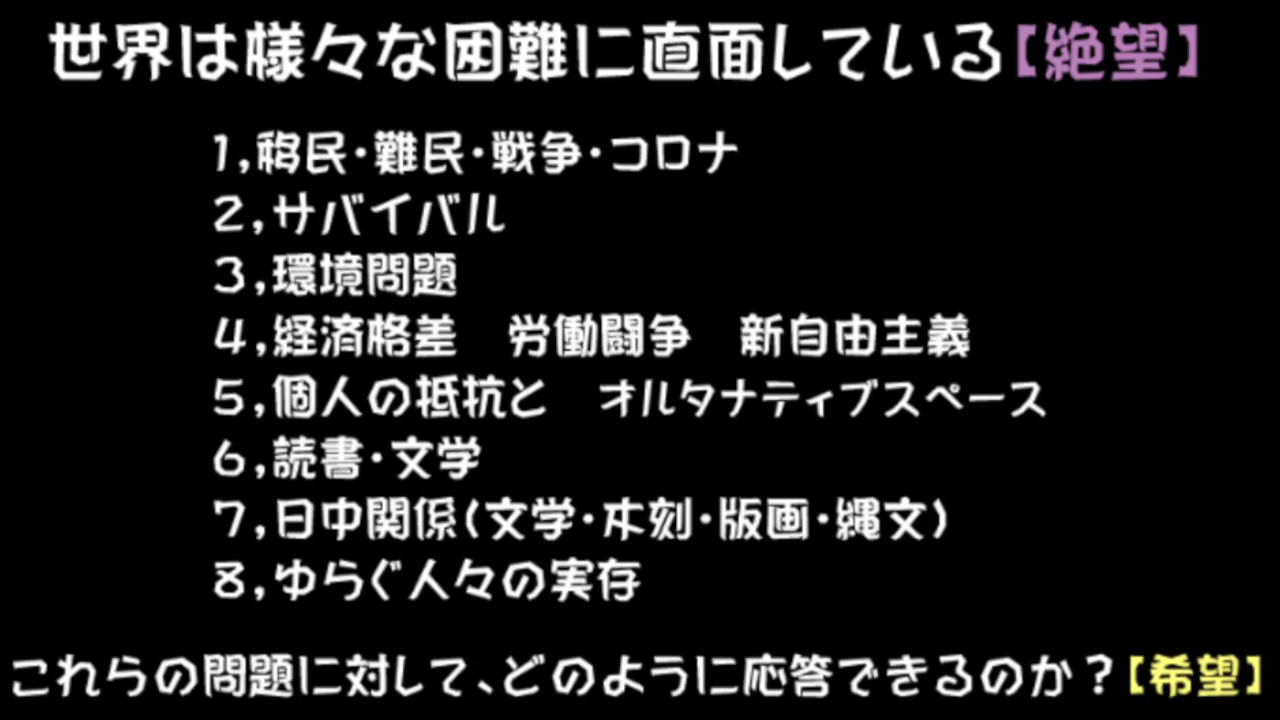 世界は様々な困難に直面している【絶望】
1,移民・難民・戦争・コロナ
2,サバイバル
3,環境問題
4,経済格差　労働闘争　新自由主義
5,個人の抵抗と　オルタナティブスペース
6,読書・文学
7,日中関係(文学・木刻・版画・縄文)
8,ゆらぐ人々の実存
これらの問題に対して、どのように応答できるのか？【希望】